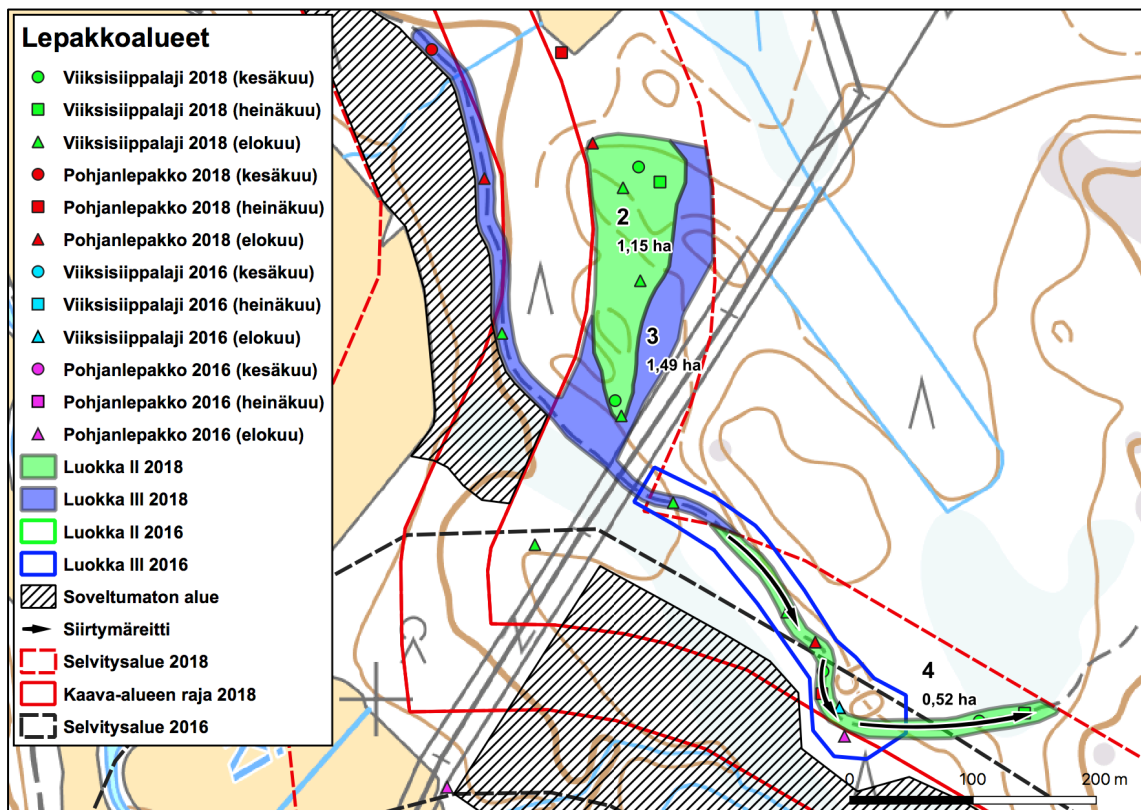 Lepakkoalueet
Viiksisiippalaji 2018 (kesäkuu)
Viiksisiippalaji 2018 (heinäkuu)
Viiksisiippalaji 2018 (elokuu)
Pohjanlepakko 2018 (kesäkuu)
Pohjanlepakko 2018 (heinäkuu)
Pohjanlepakko 2018 (elokuu)
Viiksisiippalaji 2016 (kesäkuu)
Viiksisiippalaji 2016 (heinäkuu)
Viiksisiippalaji 2016 (elokuu)
Pohjanlepakko 2016 (kesäkuu)
Pohjanlepakko 2016 (heinäkuu)
Pohjanlepakko 2016 (elokuu)
Luokka II 2018
Luokka III 2018
Luokka II 2016
Luokka III 2016
Soveltumaton alue
Siirtymäreitti
Selvitysalue 2018
Kaava-alueen raja 2018
Selvitysalue 2016
2
1,15 ha
3
1,49 ha
4
0,52 ha
0 100 200 m